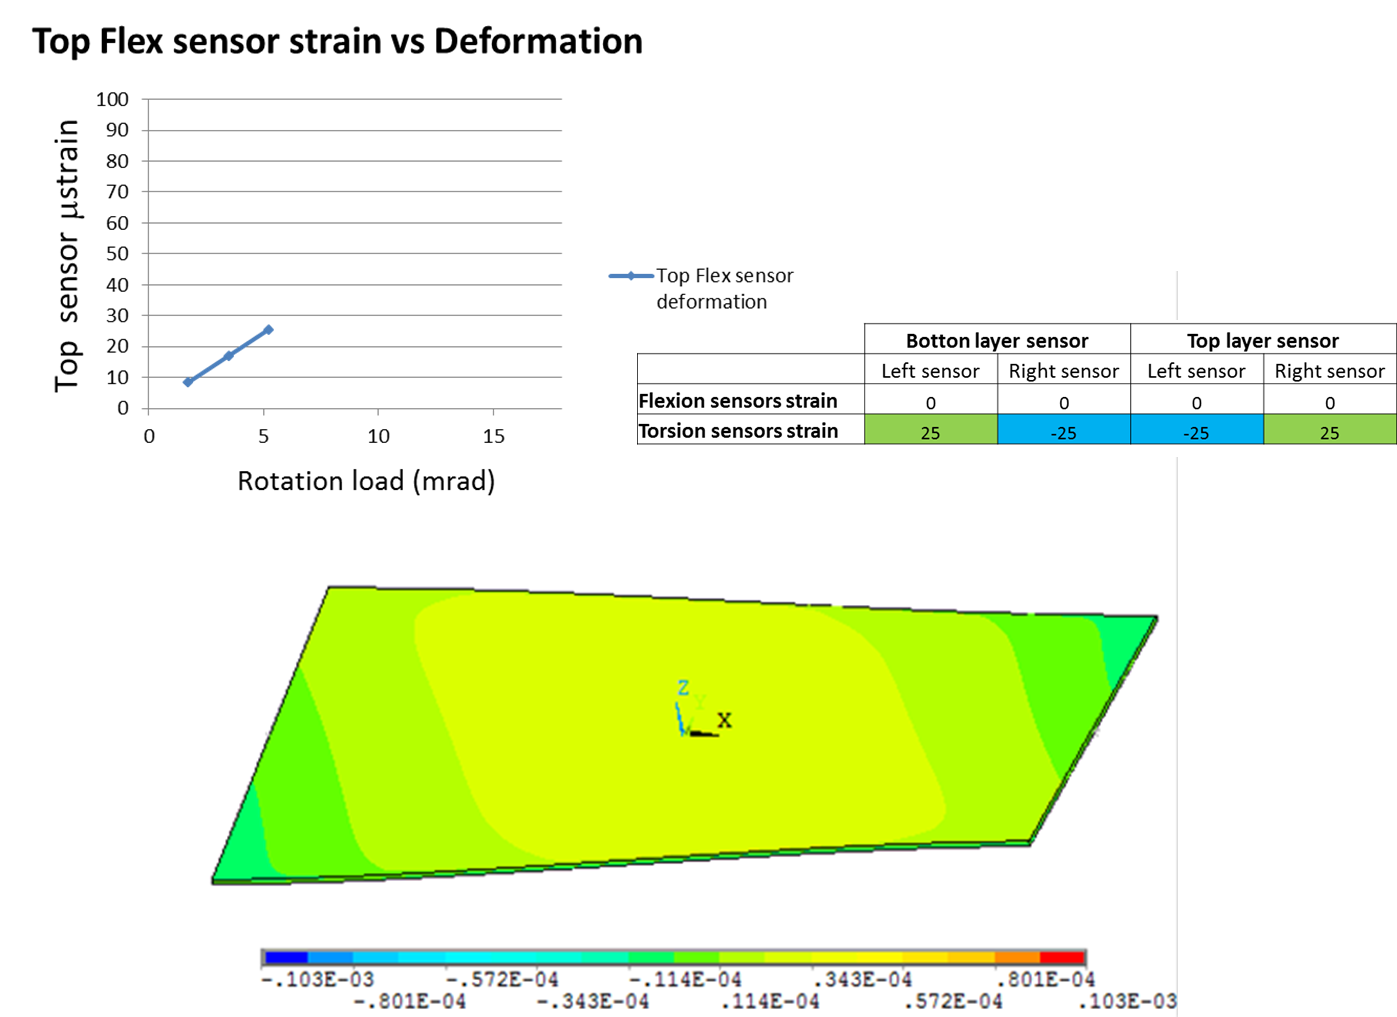 Top Flex sensor strain vs Deformation
100
90
80
70
60
50
40
30
20
10
0
Top sensor µstrain
0 5 10 15
Rotation load (mrad)
Top Flex sensor
deformation
Botton layer sensor Top layer sensor
Left sensor Right sensor Left sensor Right sensor
Flexion sensors strain 0 0 0 0
Torsion sensors strain 25 -25 -25 25
Z
Y
X
-.103E-03 -.572E-04 -.114E-04 .343E-04 .801E-04
-.801E-04 -.343E-04 .114E-04 .572E-04 .103E-03